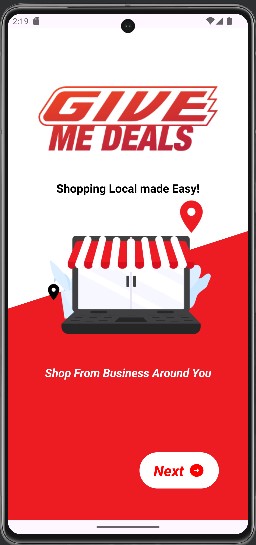 2:19
GIVE
ME DEALS
Shopping Local made Easy!
Shop From Business Around You
Next